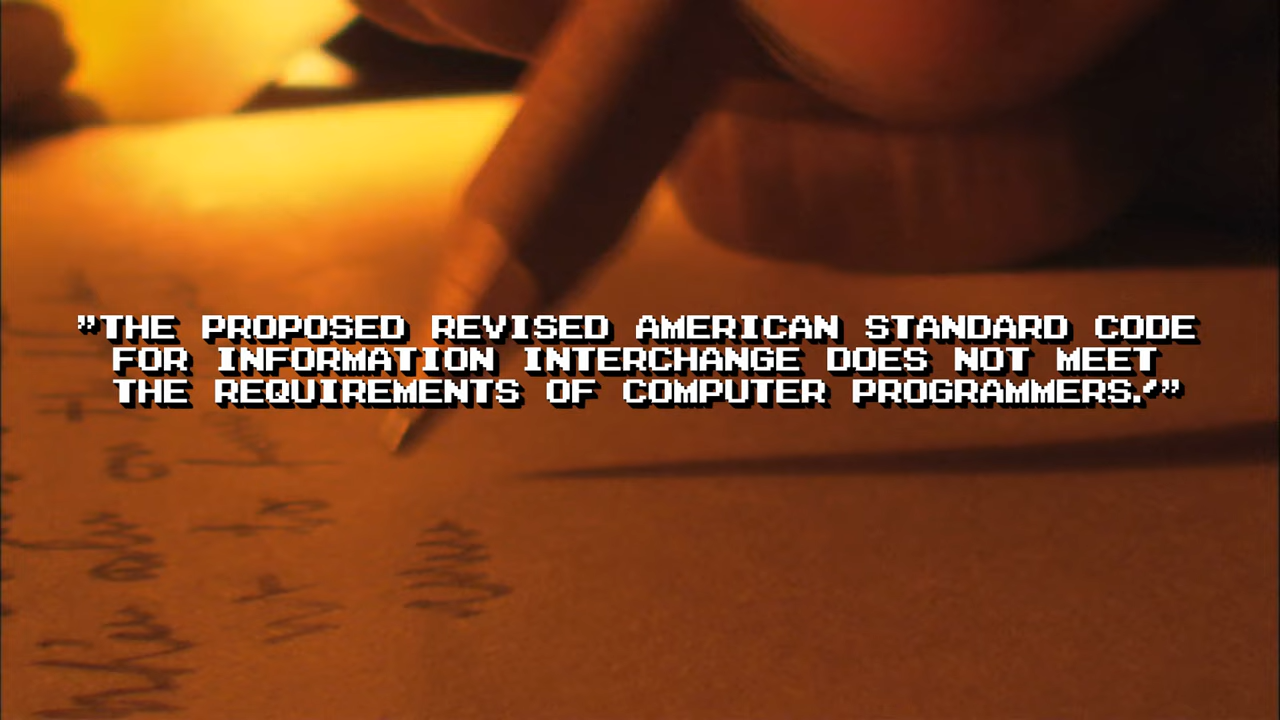 "THE PROPOSED REVISED AMERICAN STANDARD CODE
FOR INFORMATION INTERCHANGE DOES NOT MEET
THE REQUIREMENTS OF COMPUTER PROGRAMMERS.'"